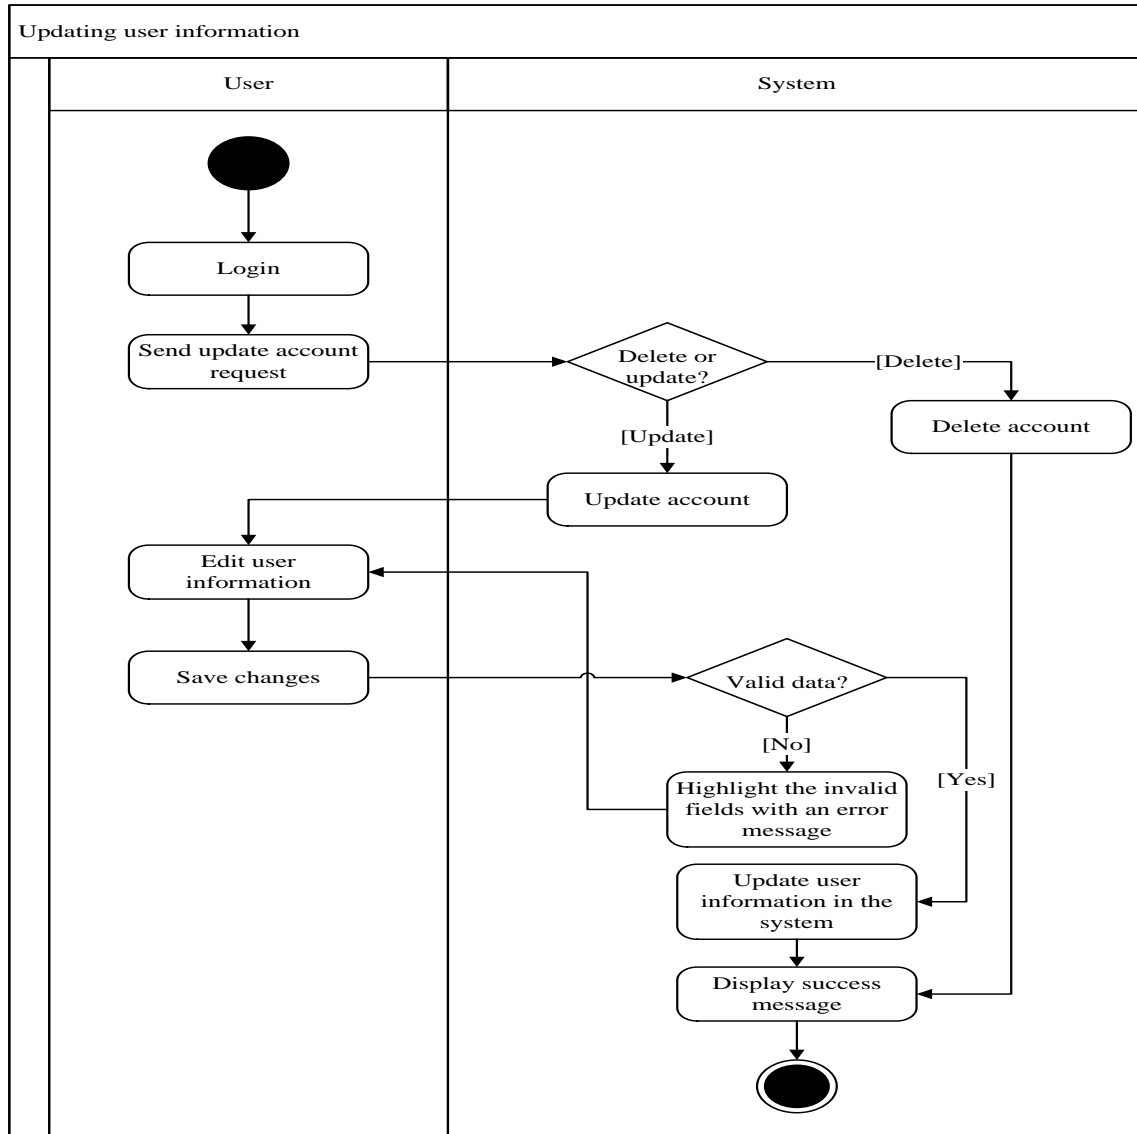 Updating user information
User
System
Login
Send update account
request
Delete or
update?
[Delete]
Delete account
[Update]
Update account
Edit user
information
Save changes
Valid data?
[No]
[Yes]
Highlight the invalid
fields with an error
message
Update user
information in the
system
Display success
message